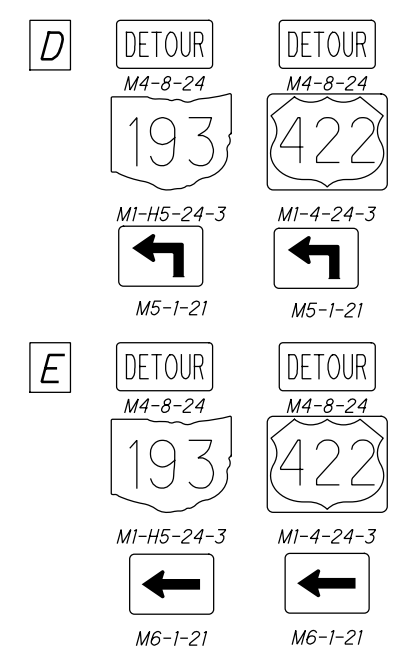 D
DETOUR DETOUR
M4-8-24 M4-8-24
193 422
M1-H5-24-3 M1-4-24-3
M5-1-21 M5-1-21
E
DETOUR DETOUR
M4-8-24 M4-8-24
193 422
M1-H5-24-3 M1-4-24-3
M6-1-21 M6-1-21